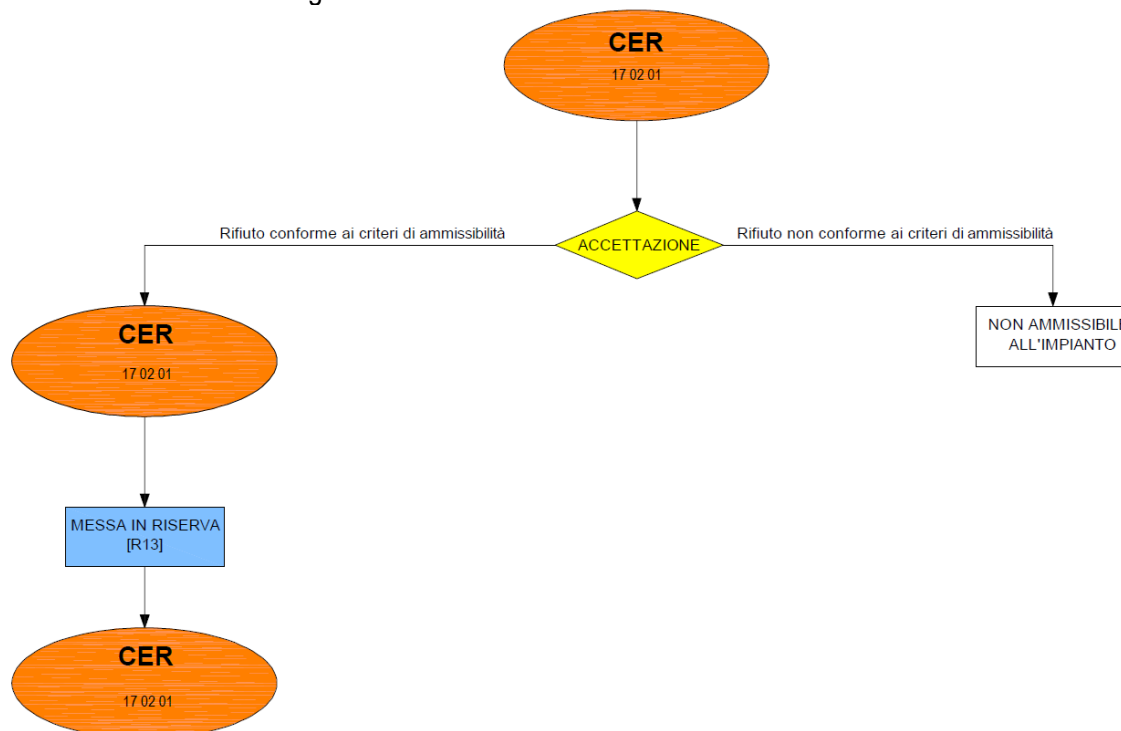 CER
17 02 01
Rifiuto conforme ai criteri di ammissibilità
ACCETTAZIONE
Rifiuto non conforme ai criteri di ammissibilità
CER
17 02 01
NON AMMISSIBILE
ALL'IMPIANTO
MESSA IN RISERVA
[R13]
CER
17 02 01